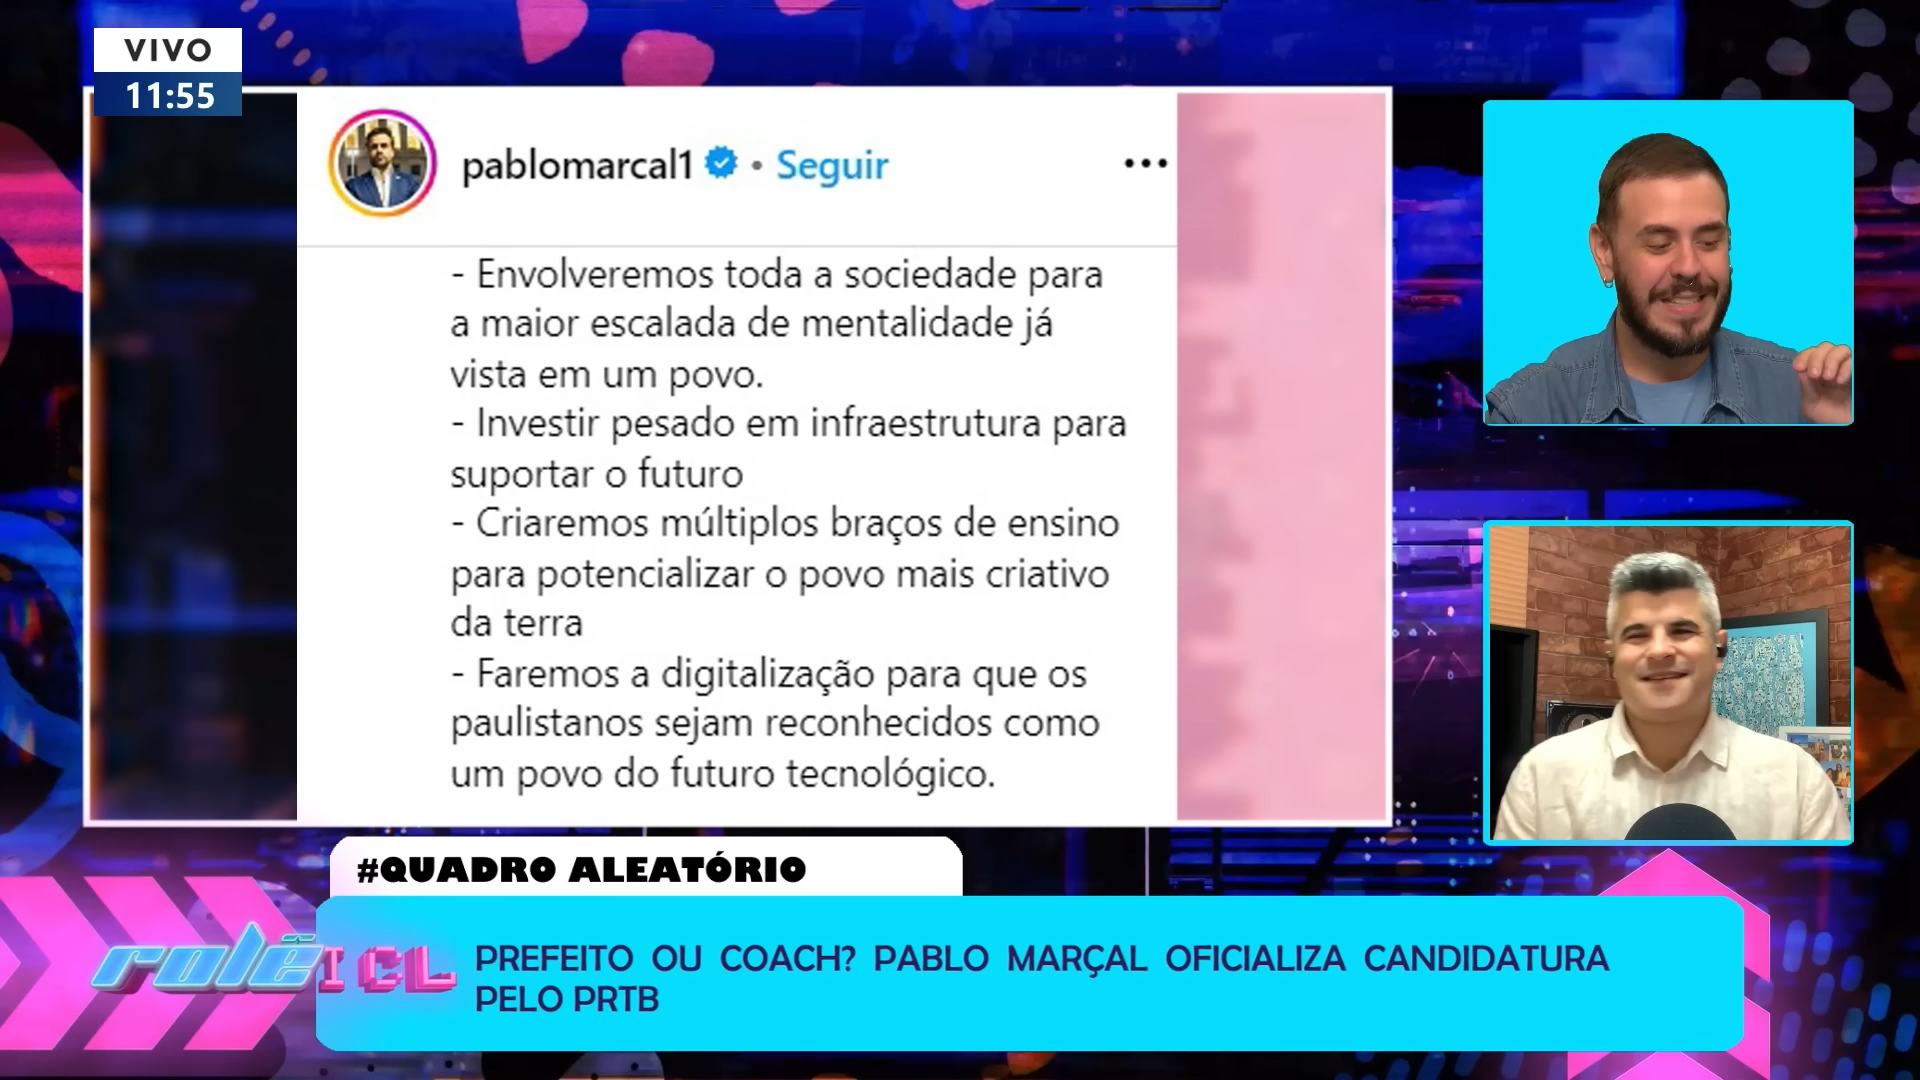 VIVO
11:55
pablomarcal1 • Seguir
- Envolveremos toda a sociedade para
a maior escalada de mentalidade já
vista em um povo.
- Investir pesado em infraestrutura para
suportar o futuro
- Criaremos múltiplos braços de ensino
para potencializar o povo mais criativo
da terra
- Faremos a digitalização para que os
paulistanos sejam reconhecidos como
um povo do futuro tecnológico.
#QUADRO ALEATÓRIO
rolê ICL
PREFEITO OU COACH? PABLO MARÇAL OFICIALIZA CANDIDATURA
PELO PRTB